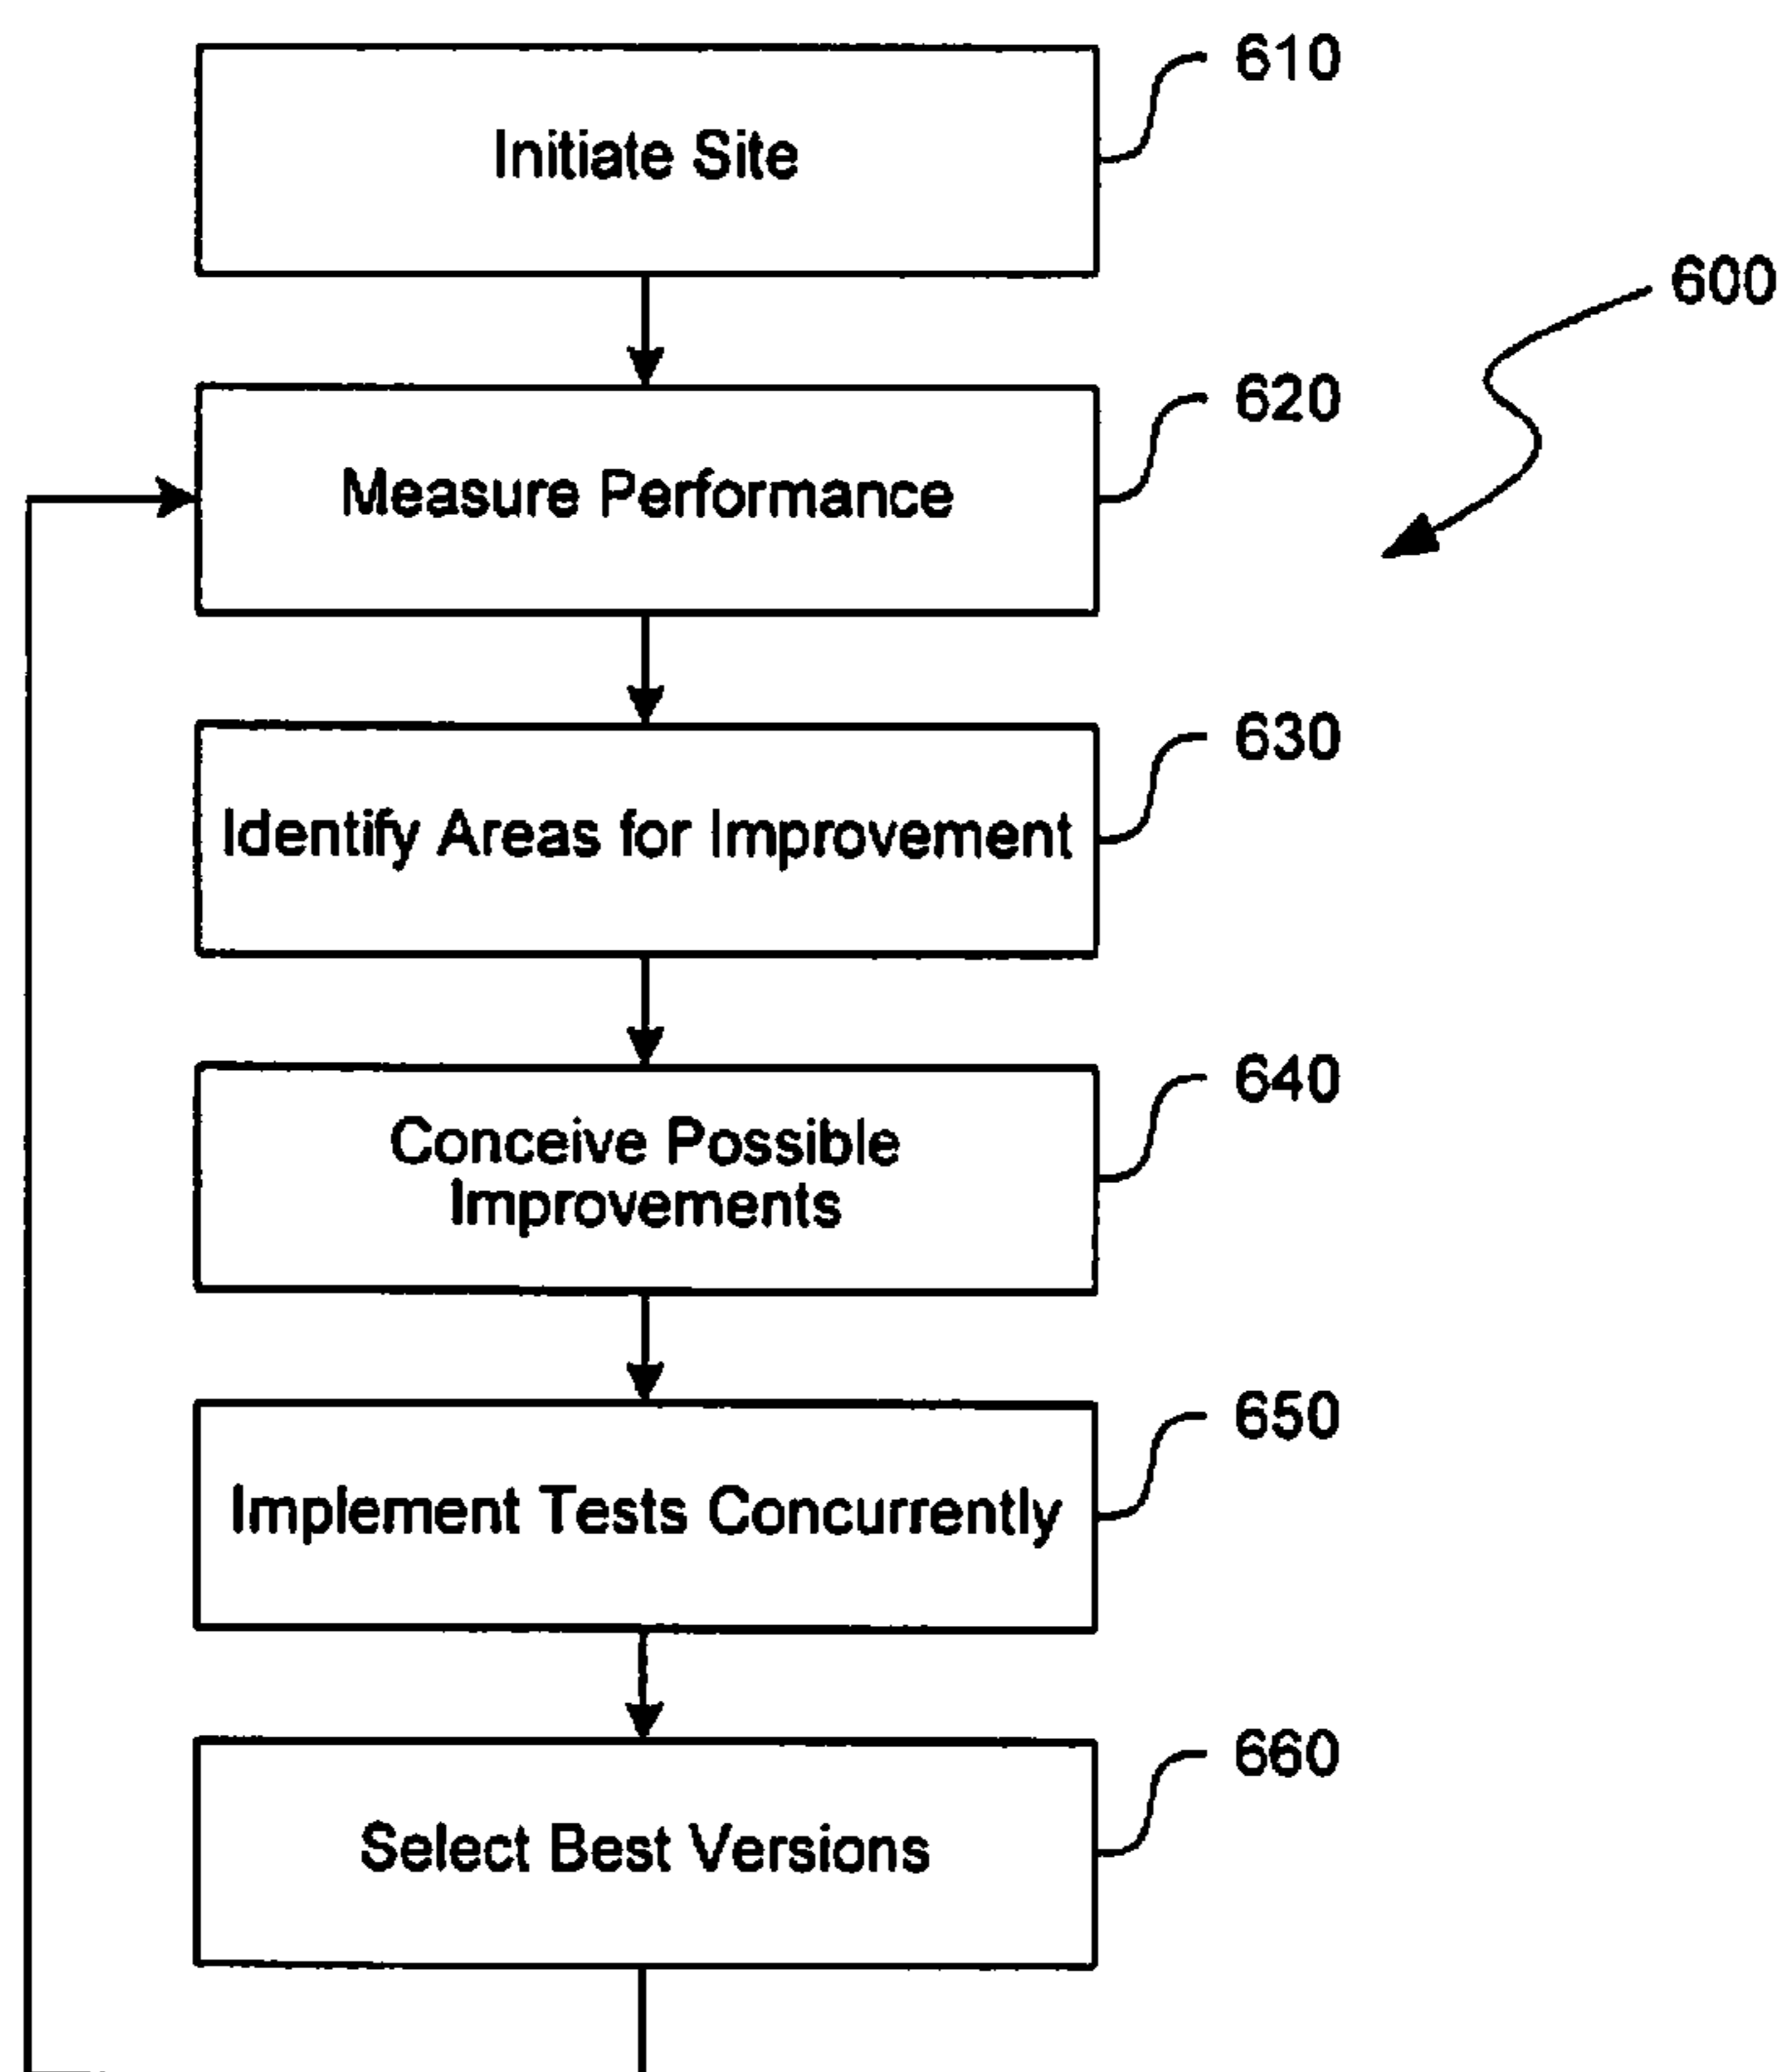 Initiate Site
610
600
Measure Performance
620
Identify Areas for Improvement
630
Conceive Possible
Improvements
640
Implement Tests Concurrently
650
Select Best Versions
660